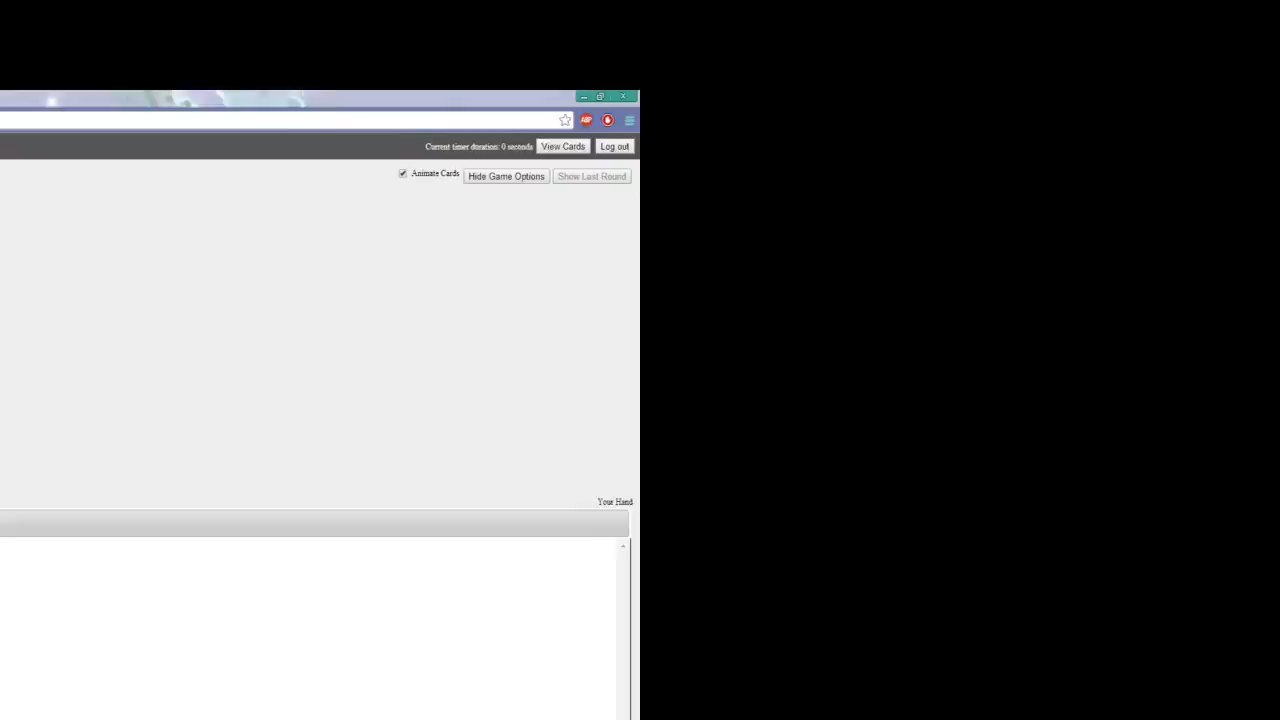 ABP
Current timer duration: 0 seconds View Cards Log out
Animate Cards Hide Game Options Show Last Round
Your Hand